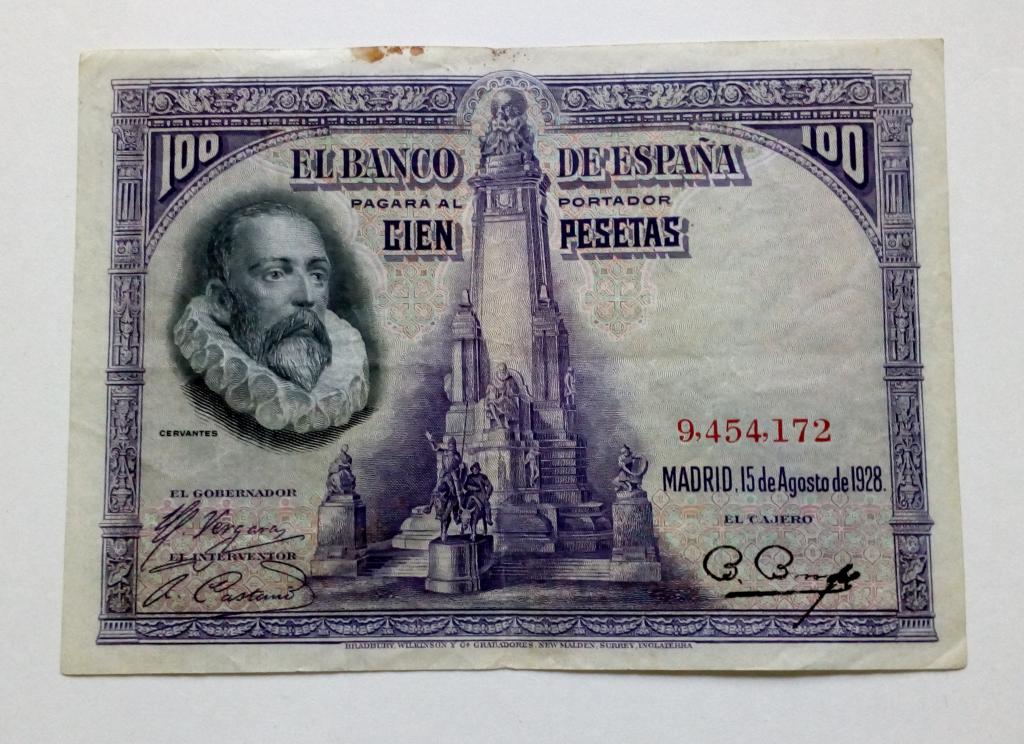 100 100
EL BANCO DE ESPAÑA
PAGARÁ AL PORTADOR
CIEN PESETAS
CERVANTES
9,454,172
MADRID, 15 de Agosto de 1928.
EL GOBERNADOR
EL CAJERO
EL INTERVENTOR
BRADBURY, WILKINSON Y Cª GRABADORES, NEW MALDEN, SURREY, INGLATERRA